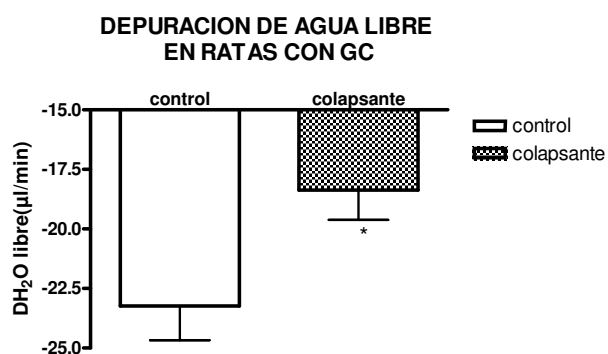 DEPURACION DE AGUA LIBRE
EN RATAS CON GC
control
colapsante
-15.0
-17.5
-20.0
-22.5
-25.0
DH₂O libre(µl/min)
*
control
colapsante